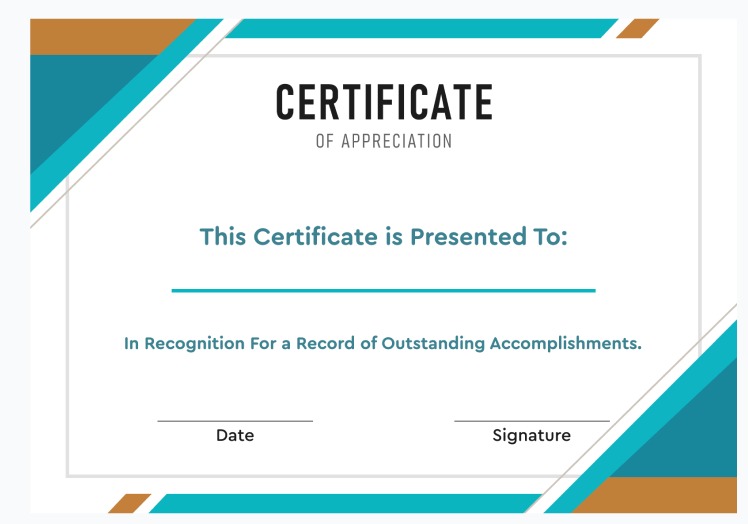 CERTIFICATE
OF APPRECIATION
This Certificate is Presented To:
In Recognition For a Record of Outstanding Accomplishments.
Date
Signature